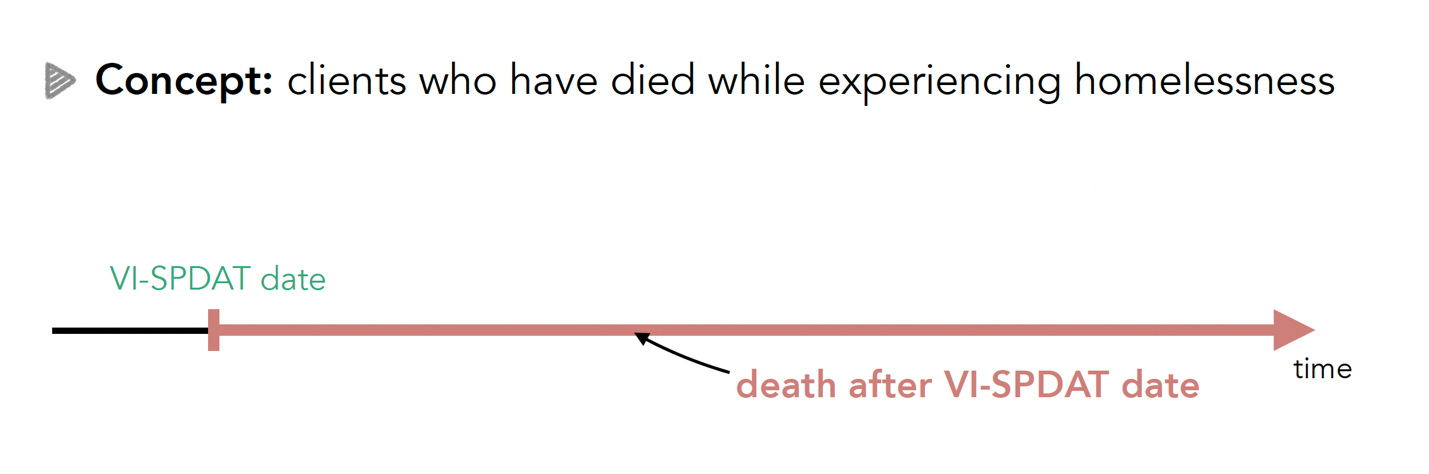 Concept: clients who have died while experiencing homelessness
VI-SPDAT date
time
death after VI-SPDAT date